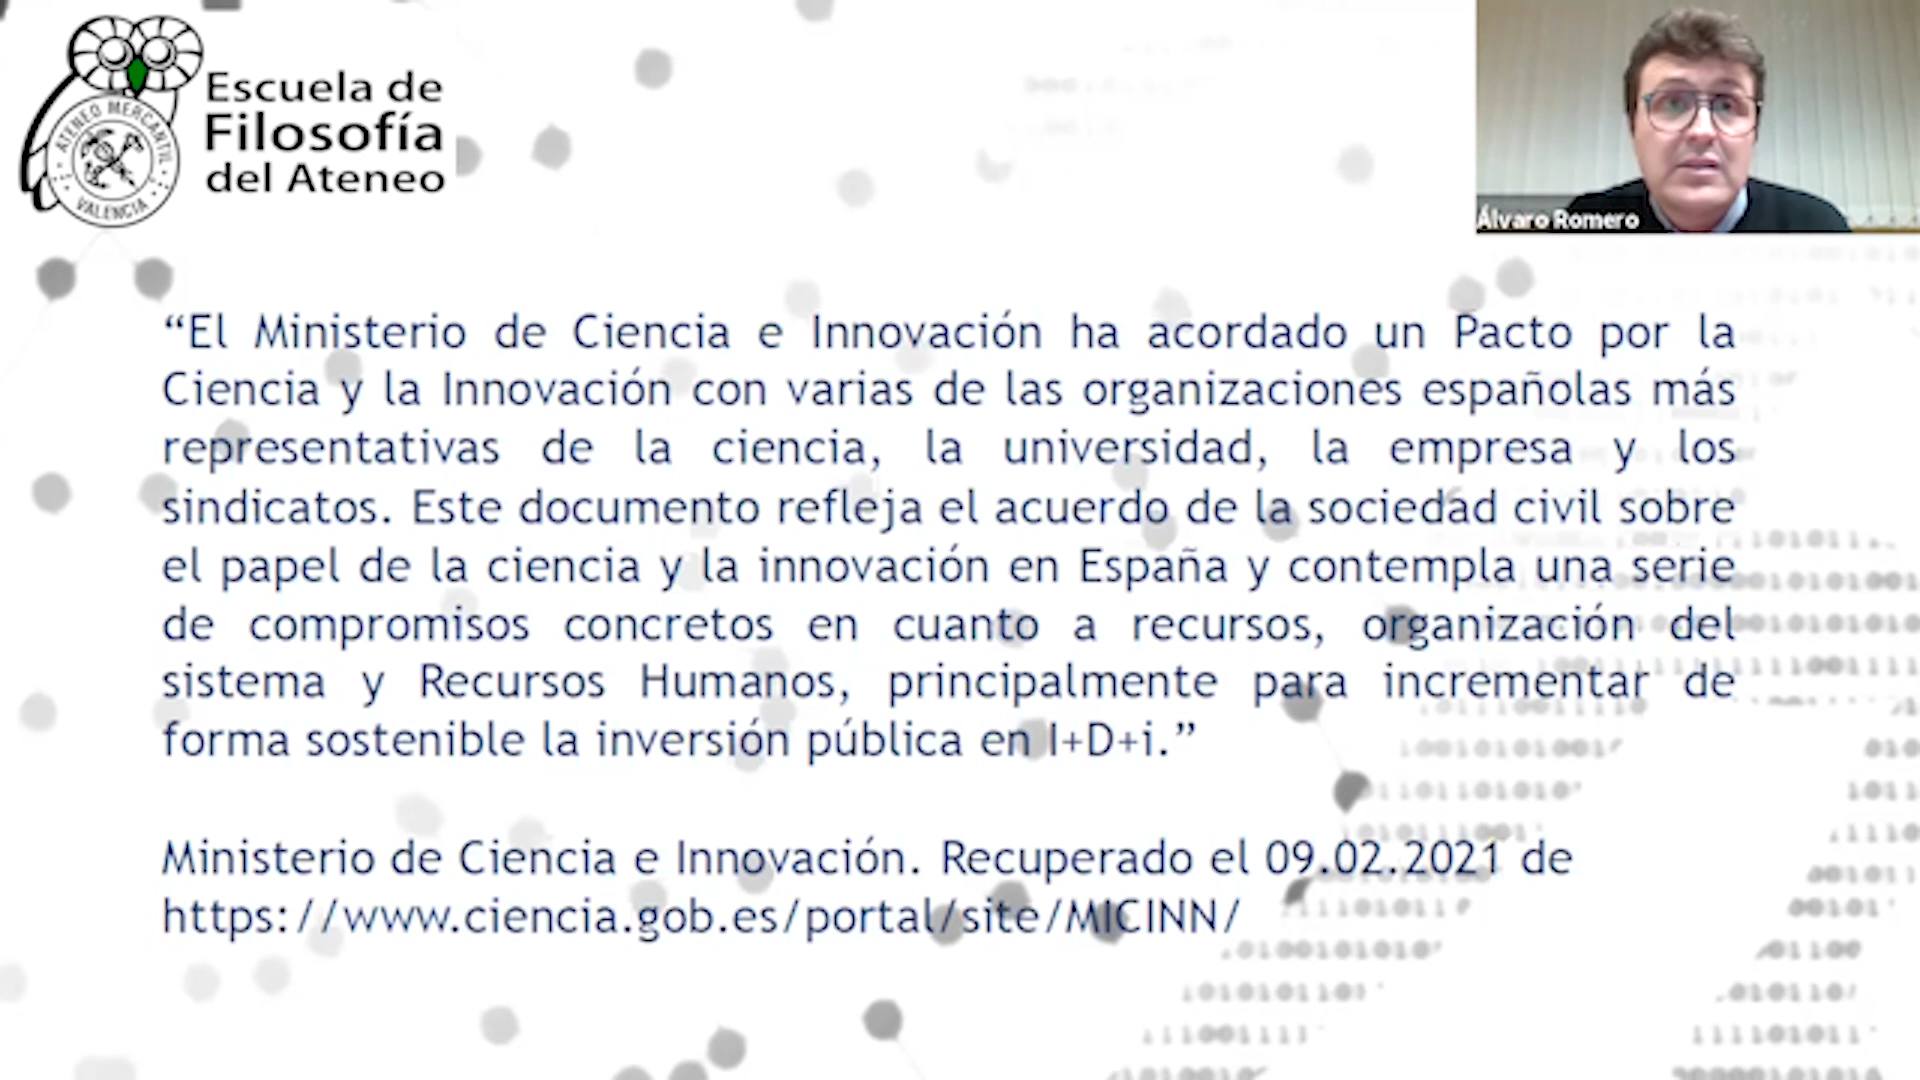 Escuela de
Filosofía
del Ateneo
ATENEO MERCANTIL
VALENCIA
Álvaro Romero
“El Ministerio de Ciencia e Innovación ha acordado un Pacto por la
Ciencia y la Innovación con varias de las organizaciones españolas más
representativas de la ciencia, la universidad, la empresa y los
sindicatos. Este documento refleja el acuerdo de la sociedad civil sobre
el papel de la ciencia y la innovación en España y contempla una serie
de compromisos concretos en cuanto a recursos, organización del
sistema y Recursos Humanos, principalmente para incrementar de
forma sostenible la inversión pública en I+D+i.”
Ministerio de Ciencia e Innovación. Recuperado el 09.02.2021 de
https://www.ciencia.gob.es/portal/site/MICINN/